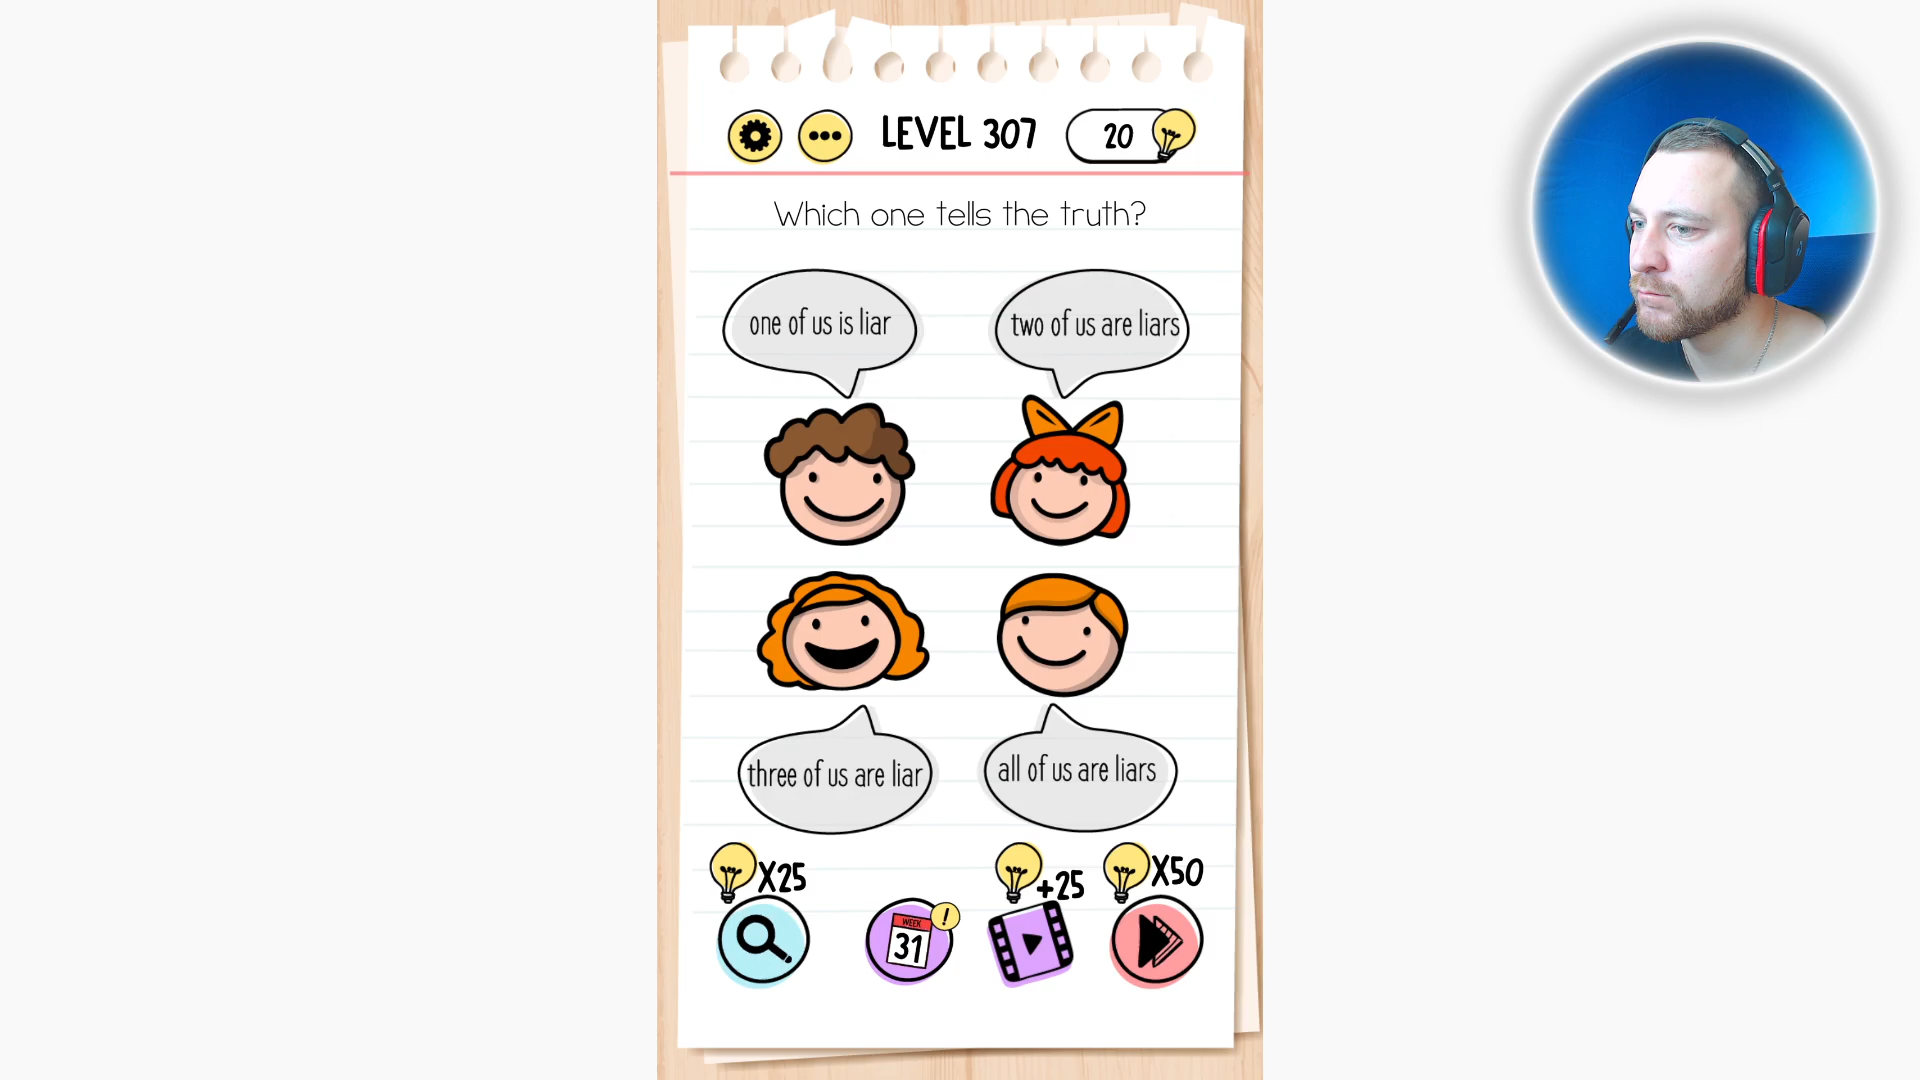 LEVEL 307
20
Which one tells the truth?
one of us is liar
two of us are liars
three of us are liar
all of us are liars
X25
+25
X50
WEEK
31
!